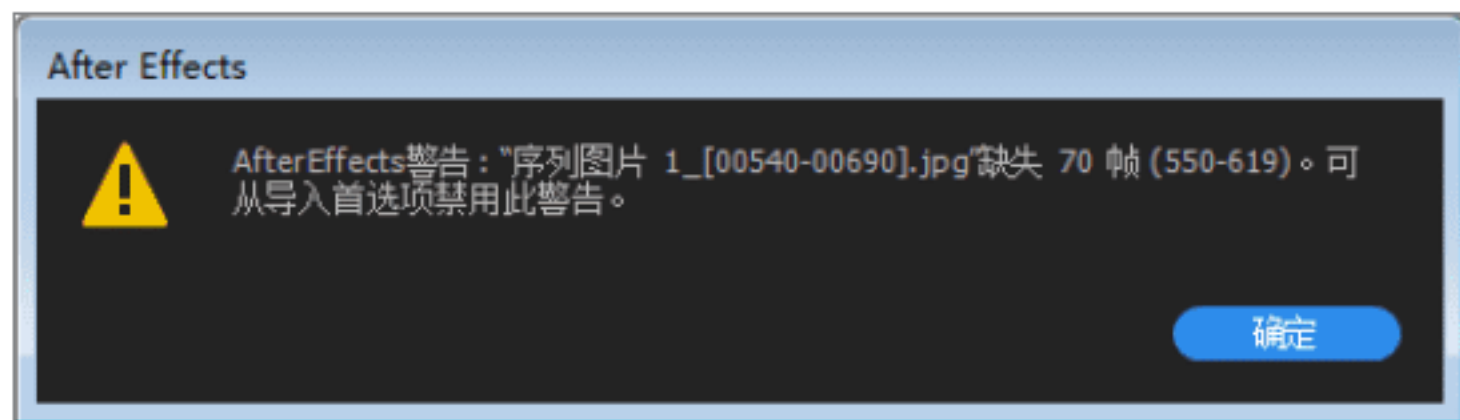 After Effects
AfterEffects警告："序列图片 1_[00540-00690].jpg"缺失 70 帧 (550-619)。可
从导入首选项禁用此警告。
确定